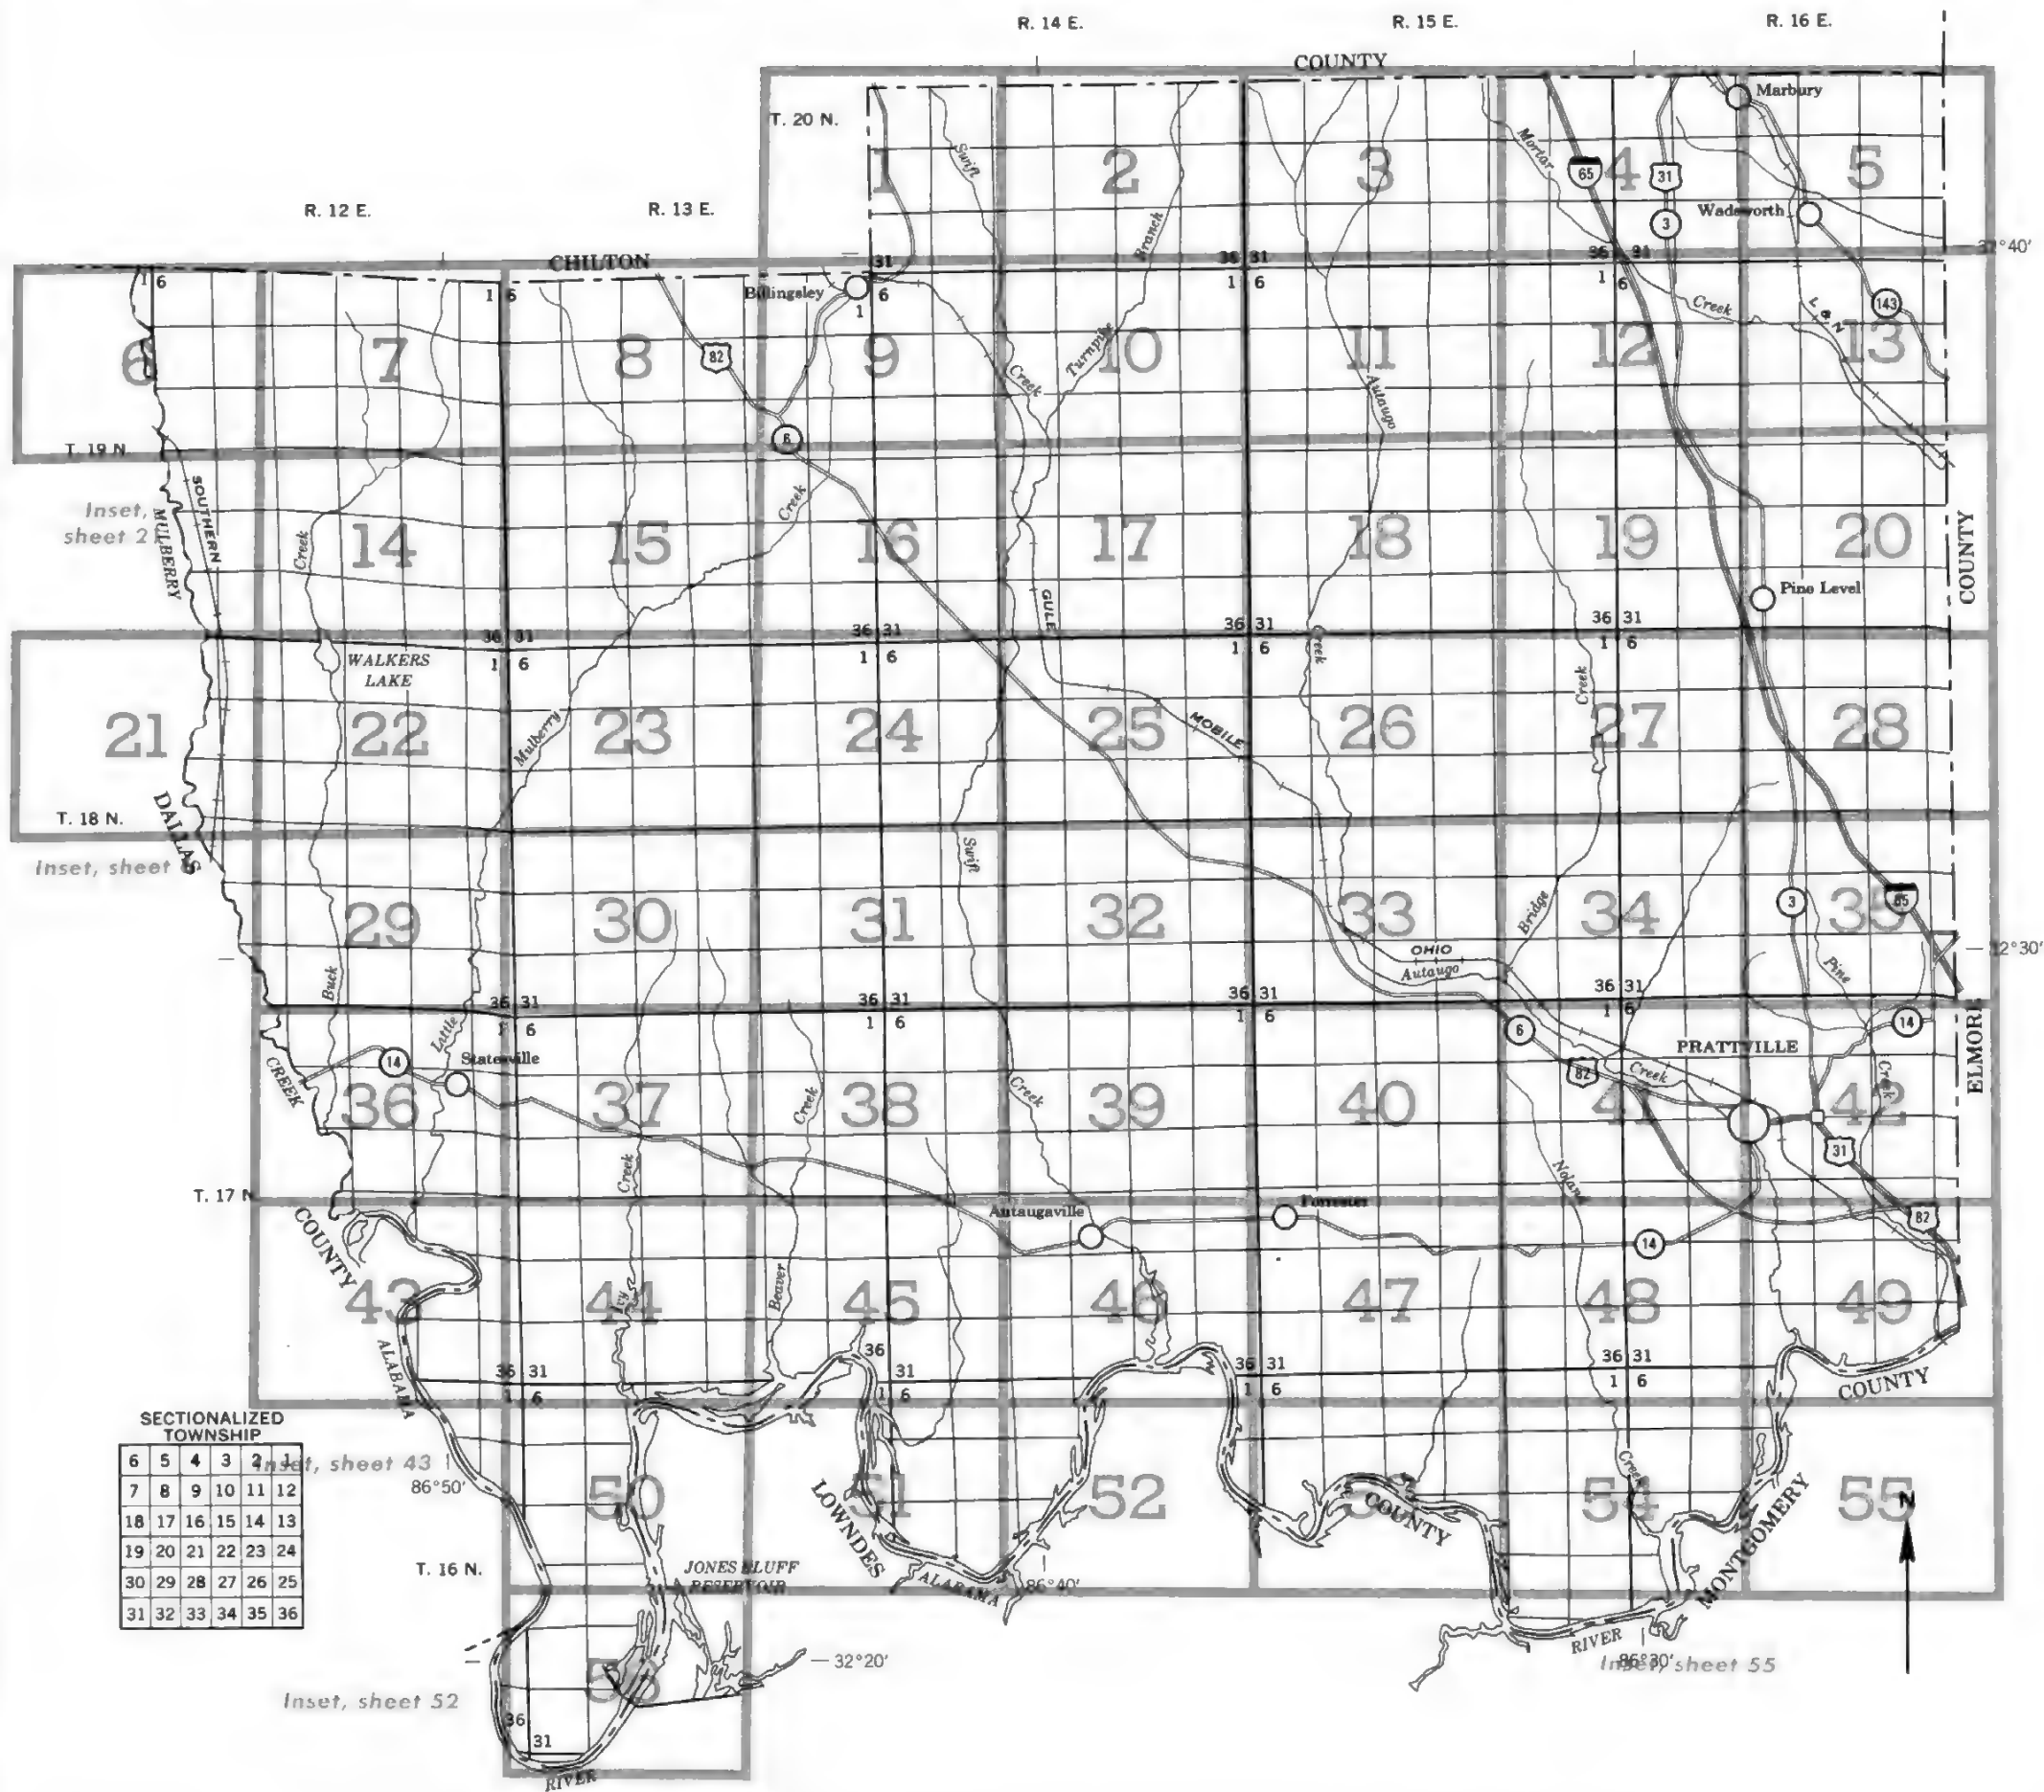 R. 14 E.
R. 15 E.
R. 16 E.
COUNTY
Marbury
T. 20 N.
Swift
Mortar
1
2
3
4
5
65
31
R. 12 E.
R. 13 E.
Branch
Wadsworth
3
CHILTON
31
36 31
36 31
32°40'
1 6
1 6
Billingsley
1 6
1 6
1 6
Creek
L & N
143
6
7
8
82
9
Creek
Turnpike
10
11
12
13
Autaugo
T. 19 N.
6
SOUTHERN
Creek
COUNTY
Inset,
sheet 2
MULBERRY
Creek
14
15
16
17
18
19
20
GULF
Pine Level
36 31
36 31
36 31
36 31
1 6
1 6
1 6
1 6
WALKERS
LAKE
Creek
Creek
21
22
Mulberry
23
24
25
MOBILE
26
27
28
DALLAS
T. 18 N.
Inset, sheet
Swift
Bridge
3
65
29
30
31
32
33
34
35
Buck
OHIO
Autaugo
Pine
32°30'
36 31
36 31
36 31
36 31
1 6
1 6
1 6
1 6
Little
6
14
ELMORE
CREEK
14
Statesville
PRATTVILLE
82
Creek
Creek
36
37
Creek
38
Creek
39
40
41
42
31
Creek
Noland
T. 17 N
COUNTY
Autaugaville
Forrester
14
82
43
Ivy
44
Beaver
45
46
47
48
49
ALABAMA
36 31
36
31
36 31
36 31
1 6
1 6
1 6
1 6
COUNTY
SECTIONALIZED
TOWNSHIP
Inset, sheet 43
86°50'
6 5 4 3 2 1
7 8 9 10 11 12
18 17 16 15 14 13
19 20 21 22 23 24
30 29 28 27 26 25
31 32 33 34 35 36
50
51
52
COUNTY
Creek
54
55
N
LOWNDES
MONTGOMERY
T. 16 N.
JONES BLUFF
RESERVOIR
ALABAMA
86°40'
RIVER
86°30'
Inset, sheet 55
32°20'
Inset, sheet 52
36
31
RIVER